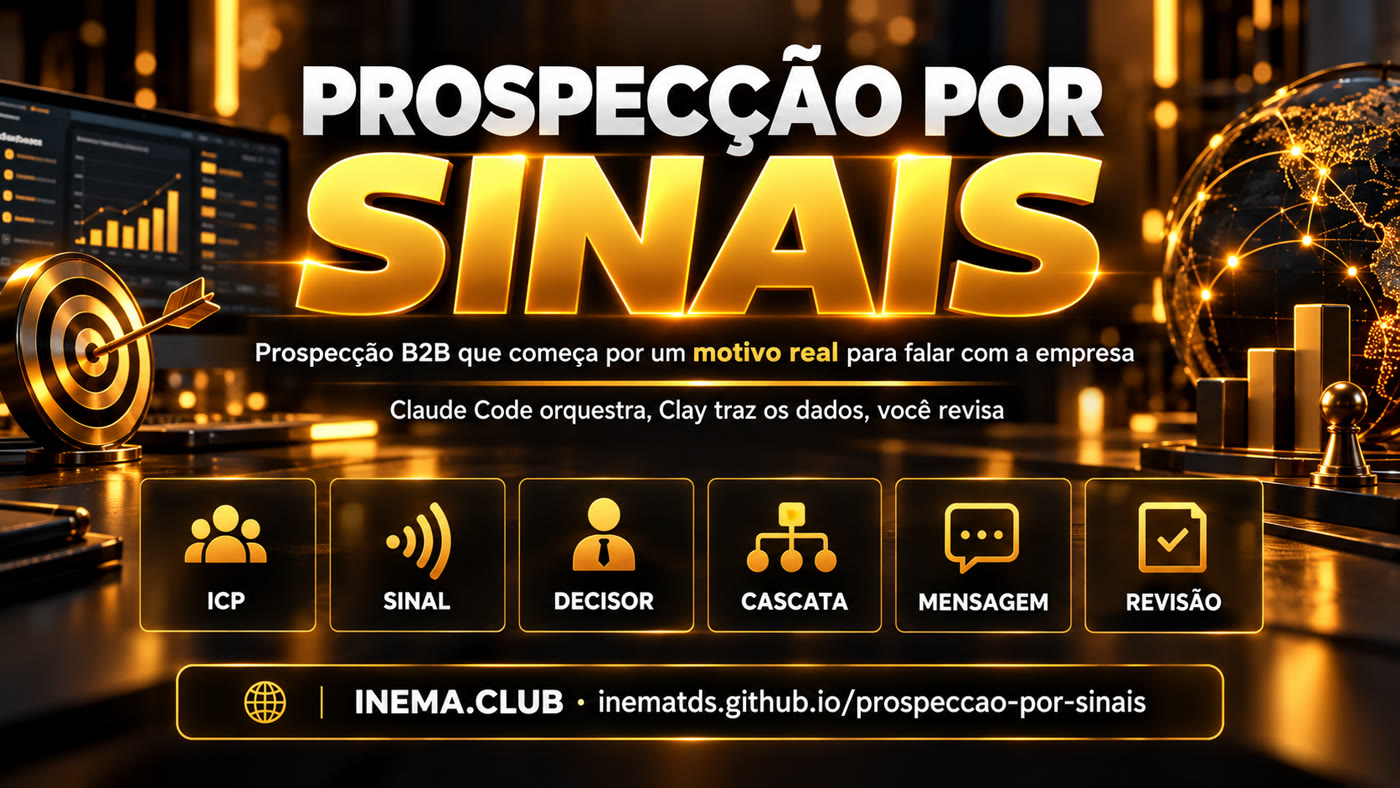 PROSPECÇÃO POR
SINAIS
Prospecção B2B que começa por um motivo real para falar com a empresa
Claude Code orquestra, Clay traz os dados, você revisa
ICP
SINAL
DECISOR
CASCATA
MENSAGEM
REVISÃO
INEMA.CLUB • inematds.github.io/prospeccao-por-sinais